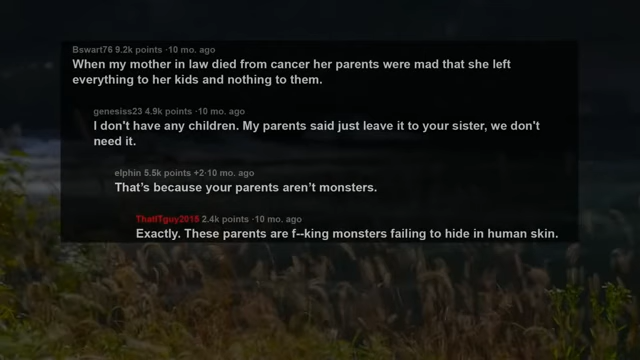 Bswart76 9.2k points ·10 mo. ago
When my mother in law died from cancer her parents were mad that she left
everything to her kids and nothing to them.
genesiss23 4.9k points ·10 mo. ago
I don't have any children. My parents said just leave it to your sister, we don't
need it.
elphin 5.5k points +2·10 mo. ago
That’s because your parents aren’t monsters.
ThatITguy2015 2.4k points ·10 mo. ago
Exactly. These parents are f--king monsters failing to hide in human skin.